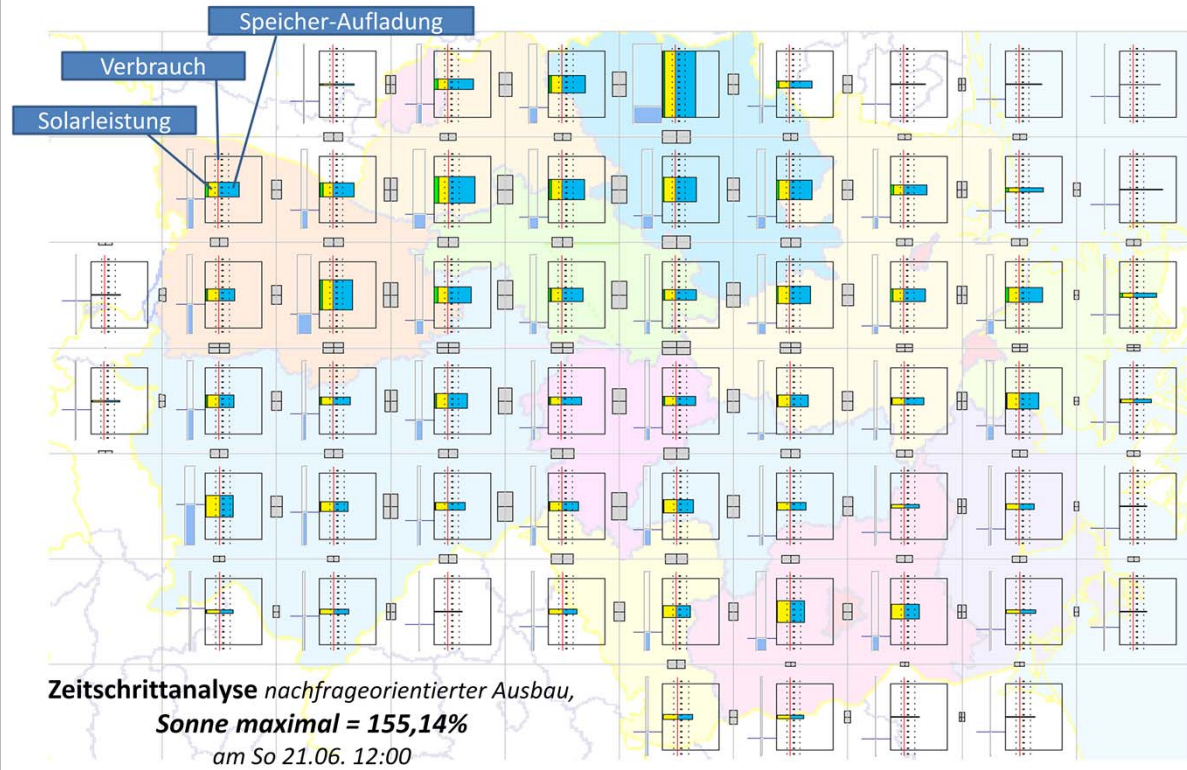 Speicher-Aufladung
Verbrauch
Solarleistung
Zeitschrittanalyse nachfrageorientierter Ausbau,
Sonne maximal = 155,14%
am So 21.06. 12:00